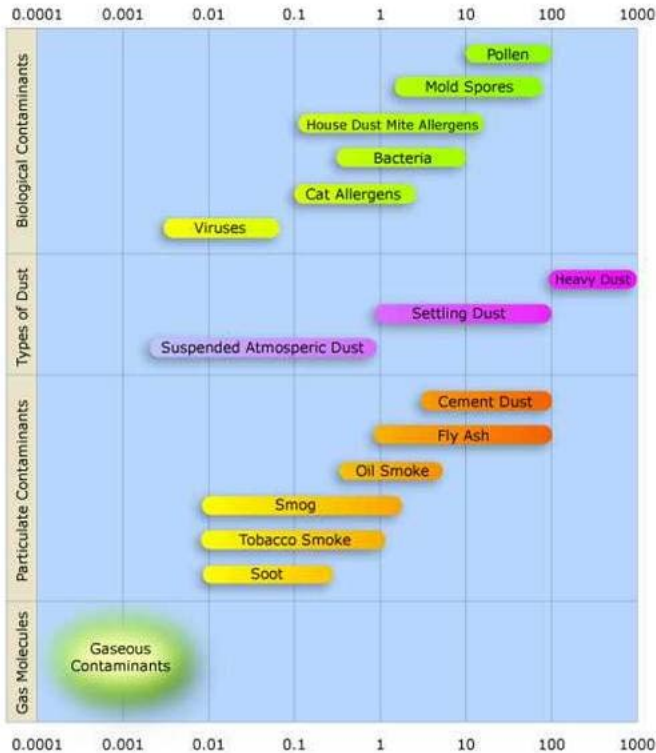 0.0001 0.001 0.01 0.1 1 10 100 1000
Biological Contaminants
Pollen
Mold Spores
House Dust Mite Allergens
Bacteria
Cat Allergens
Viruses
Types of Dust
Heavy Dust
Settling Dust
Suspended Atmosperic Dust
Particulate Contaminants
Cement Dust
Fly Ash
Oil Smoke
Smog
Tobacco Smoke
Soot
Gas Molecules
Gaseous
Contaminants
0.0001 0.001 0.01 0.1 1 10 100 1000